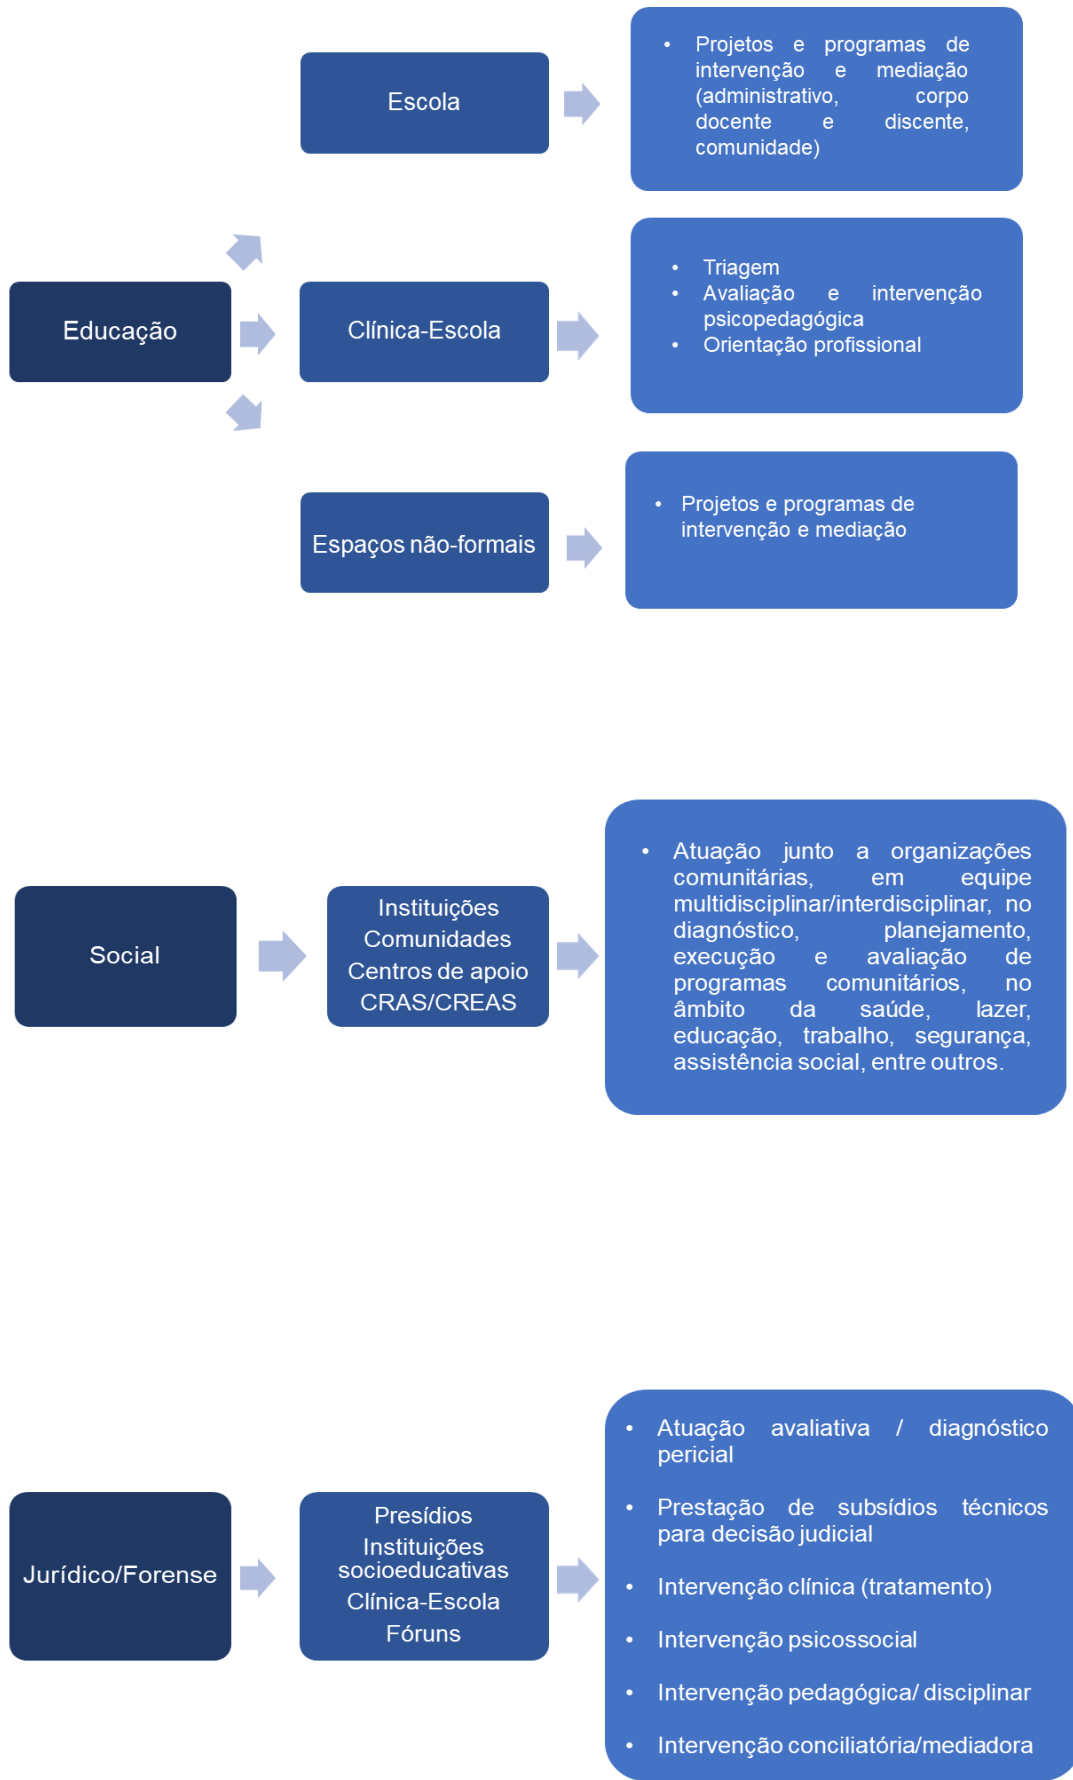 Escola
• Projetos e programas de
intervenção e mediação
(administrativo, corpo
docente e discente,
comunidade)
Educação
Clínica-Escola
• Triagem
• Avaliação e intervenção
psicopedagógica
• Orientação profissional
Espaços não-formais
• Projetos e programas de
intervenção e mediação
Social
Instituições
Comunidades
Centros de apoio
CRAS/CREAS
• Atuação junto a organizações
comunitárias, em equipe
multidisciplinar/interdisciplinar, no
diagnóstico, planejamento,
execução e avaliação de
programas comunitários, no
âmbito da saúde, lazer,
educação, trabalho, segurança,
assistência social, entre outros.
Jurídico/Forense
Presídios
Instituições
socioeducativas
Clínica-Escola
Fóruns
• Atuação avaliativa / diagnóstico
pericial
• Prestação de subsídios técnicos
para decisão judicial
• Intervenção clínica (tratamento)
• Intervenção psicossocial
• Intervenção pedagógica/ disciplinar
• Intervenção conciliatória/mediadora